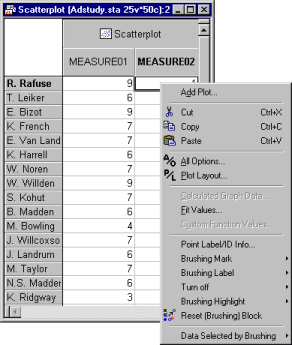 Scatterplot (Adstudy.sta 25v*50c):2
Scatterplot
MEASURE01 MEASURE02
R. Rafuse 9 4
T. Leiker 6
E. Bizot 9
K. French 7
E. Van Land 7
K. Harrell 6
W. Noren 7
W. Willden 9
S. Kohut 7
B. Madden 6
M. Bowling 4
J. Willcoxso 7
J. Landrum 6
M. Taylor 7
N.S. Madder 6
K. Ridgway 3
Add Plot...
Cut Ctrl+X
Copy Ctrl+C
Paste Ctrl+V
All Options...
Plot Layout...
Calculated Graph Data...
Fit Values...
Custom Function Values...
Point Label/ID Info...
Brushing Mark
Brushing Label
Turn off
Brushing Highlight
Reset (Brushing) Block
Data Selected by Brushing